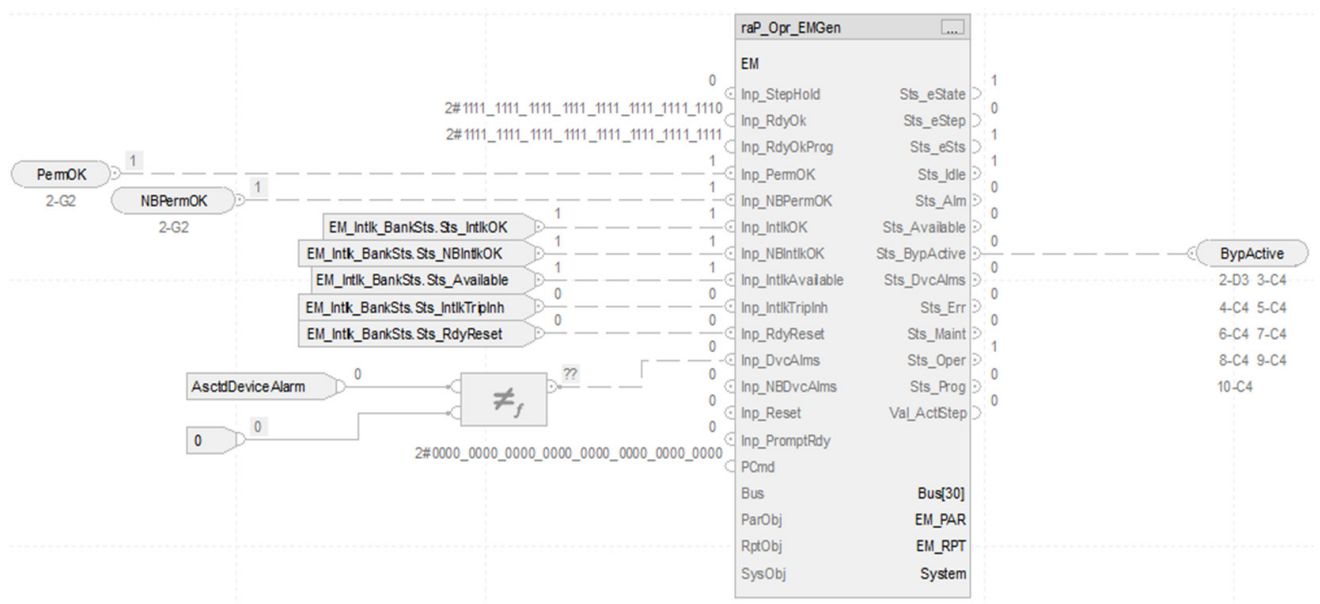 raP_Opr_EMGen ...
EM
0
Inp_StepHold Sts_eState 1
2#1111_1111_1111_1111_1111_1111_1111_1110
Inp_RdyOk Sts_eStep 0
2#1111_1111_1111_1111_1111_1111_1111_1111
Inp_RdyOkProg Sts_eSts 1
PermOK 1 1 Inp_PermOK Sts_Idle 1
2-G2
NBPermOK 1 1 Inp_NBPermOK Sts_Alm 0
2-G2
EM_Intlk_BankSts.Sts_IntlkOK 1 1 Inp_IntlkOK Sts_Available 0
EM_Intlk_BankSts.Sts_NBIntlkOK 1 1 Inp_NBIntlkOK Sts_BypActive 0 BypActive
EM_Intlk_BankSts.Sts_Available 1 1 Inp_IntlkAvailable Sts_DvcAlms 0 2-D3 3-C4
EM_Intlk_BankSts.Sts_IntlkTripInh 0 0 Inp_IntlkTripInh Sts_Err 0 4-C4 5-C4
EM_Intlk_BankSts.Sts_RdyReset 0 0 Inp_RdyReset Sts_Maint 0 6-C4 7-C4
0 Inp_DvcAlms Sts_Oper 1 8-C4 9-C4
AsctdDeviceAlarm 0 ≠f ?? 0 Inp_NBDvcAlms Sts_Prog 0 10-C4
0 Inp_Reset Val_ActlStep 0
0 0
0 Inp_PromptRdy
2#0000_0000_0000_0000_0000_0000_0000_0000
PCmd
Bus Bus[30]
ParObj EM_PAR
RptObj EM_RPT
SysObj System